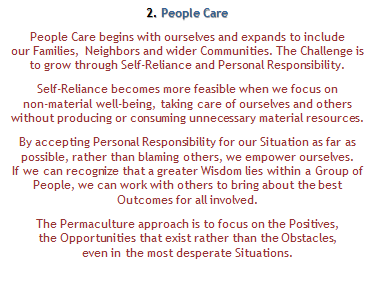 2. People Care
People Care begins with ourselves and expands to include
our Families, Neighbors and wider Communities. The Challenge is
to grow through Self-Reliance and Personal Responsibility.
Self-Reliance becomes more feasible when we focus on
non-material well-being, taking care of ourselves and others
without producing or consuming unnecessary material resources.
By accepting Personal Responsibility for our Situation as far as
possible, rather than blaming others, we empower ourselves.
If we can recognize that a greater Wisdom lies within a Group of
People, we can work with others to bring about the best
Outcomes for all involved.
The Permaculture approach is to focus on the Positives,
the Opportunities that exist rather than the Obstacles,
even in the most desperate Situations.